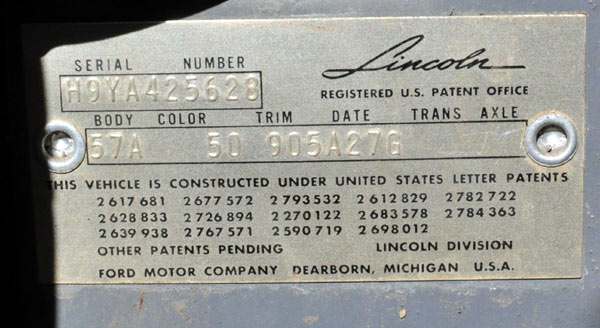 SERIAL NUMBER
Lincoln
H9YA425628
REGISTERED U.S. PATENT OFFICE
BODY COLOR TRIM DATE TRANS AXLE
57A 50 905A27G
THIS VEHICLE IS CONSTRUCTED UNDER UNITED STATES LETTER PATENTS
2617681 2677572 2793532 2612829 2782722
2628833 2726894 2270122 2683578 2784363
2639938 2767571 2590719 2698012
OTHER PATENTS PENDING LINCOLN DIVISION
FORD MOTOR COMPANY DEARBORN, MICHIGAN U.S.A.